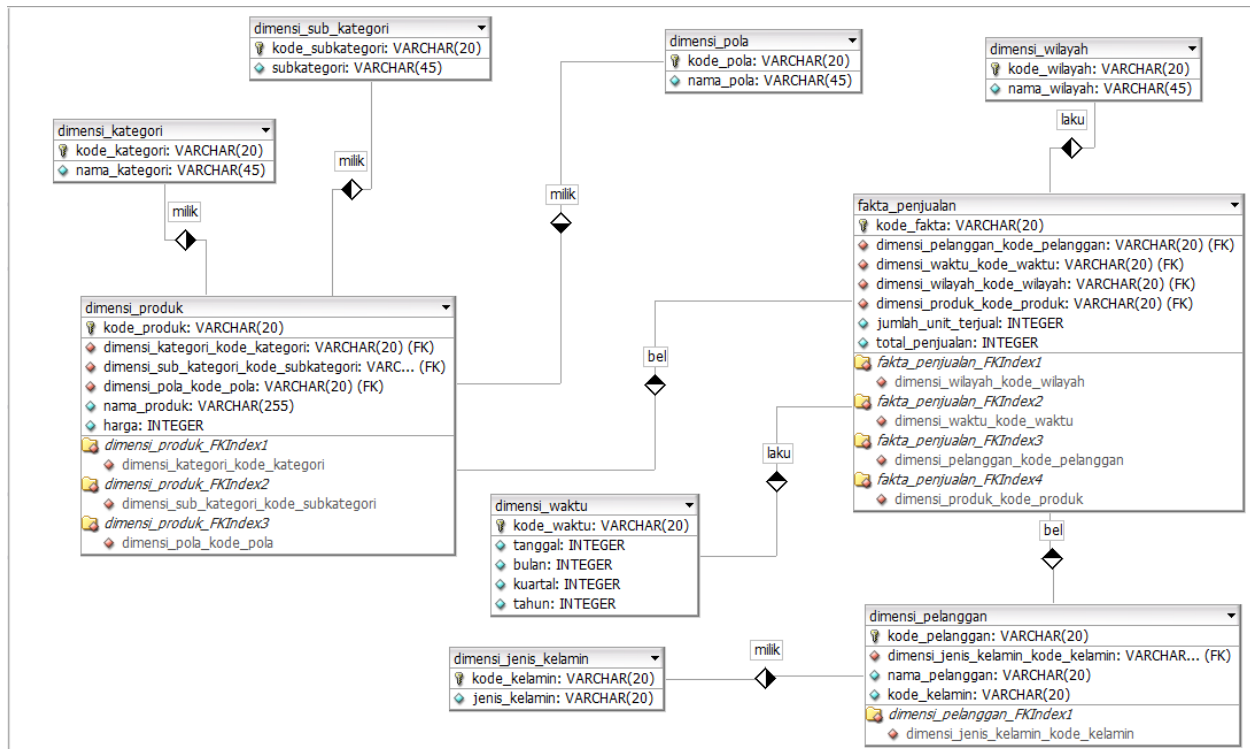 dimensi_sub_kategori
kode_subkategori: VARCHAR(20)
subkategori: VARCHAR(45)
dimensi_pola
kode_pola: VARCHAR(20)
nama_pola: VARCHAR(45)
dimensi_wilayah
kode_wilayah: VARCHAR(20)
nama_wilayah: VARCHAR(45)
dimensi_kategori
kode_kategori: VARCHAR(20)
nama_kategori: VARCHAR(45)
milik
milik
milik
laku
dimensi_produk
kode_produk: VARCHAR(20)
dimensi_kategori_kode_kategori: VARCHAR(20) (FK)
dimensi_sub_kategori_kode_subkategori: VARC... (FK)
dimensi_pola_kode_pola: VARCHAR(20) (FK)
nama_produk: VARCHAR(255)
harga: INTEGER
dimensi_produk_FKIndex1
dimensi_kategori_kode_kategori
dimensi_produk_FKIndex2
dimensi_sub_kategori_kode_subkategori
dimensi_produk_FKIndex3
dimensi_pola_kode_pola
bel
laku
fakta_penjualan
kode_fakta: VARCHAR(20)
dimensi_pelanggan_kode_pelanggan: VARCHAR(20) (FK)
dimensi_waktu_kode_waktu: VARCHAR(20) (FK)
dimensi_wilayah_kode_wilayah: VARCHAR(20) (FK)
dimensi_produk_kode_produk: VARCHAR(20) (FK)
jumlah_unit_terjual: INTEGER
total_penjualan: INTEGER
fakta_penjualan_FKIndex1
dimensi_wilayah_kode_wilayah
fakta_penjualan_FKIndex2
dimensi_waktu_kode_waktu
fakta_penjualan_FKIndex3
dimensi_pelanggan_kode_pelanggan
fakta_penjualan_FKIndex4
dimensi_produk_kode_produk
dimensi_waktu
kode_waktu: VARCHAR(20)
tanggal: INTEGER
bulan: INTEGER
kuartal: INTEGER
tahun: INTEGER
bel
dimensi_jenis_kelamin
kode_kelamin: VARCHAR(20)
jenis_kelamin: VARCHAR(20)
milik
dimensi_pelanggan
kode_pelanggan: VARCHAR(20)
dimensi_jenis_kelamin_kode_kelamin: VARCHAR... (FK)
nama_pelanggan: VARCHAR(20)
kode_kelamin: VARCHAR(20)
dimensi_pelanggan_FKIndex1
dimensi_jenis_kelamin_kode_kelamin